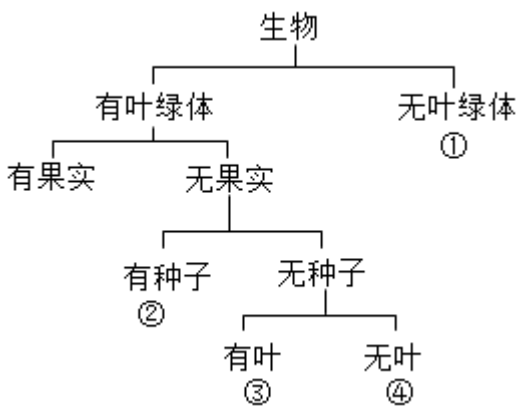 生物
有叶绿体 无叶绿体
①
有果实 无果实
有种子 无种子
②
有叶 无叶
③ ④